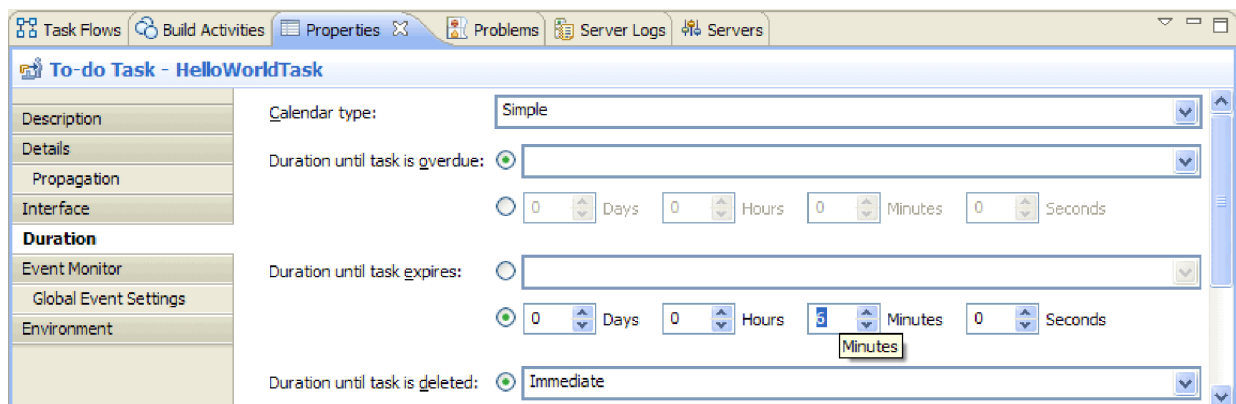 Task Flows Build Activities Properties Problems Server Logs Servers
To-do Task - HelloWorldTask
Description
Details
Propagation
Interface
Duration
Event Monitor
Global Event Settings
Environment
Calendar type: Simple
Duration until task is overdue:
0 Days 0 Hours 0 Minutes 0 Seconds
Duration until task expires:
0 Days 0 Hours Minutes 0 Seconds
Minutes
Duration until task is deleted: Immediate